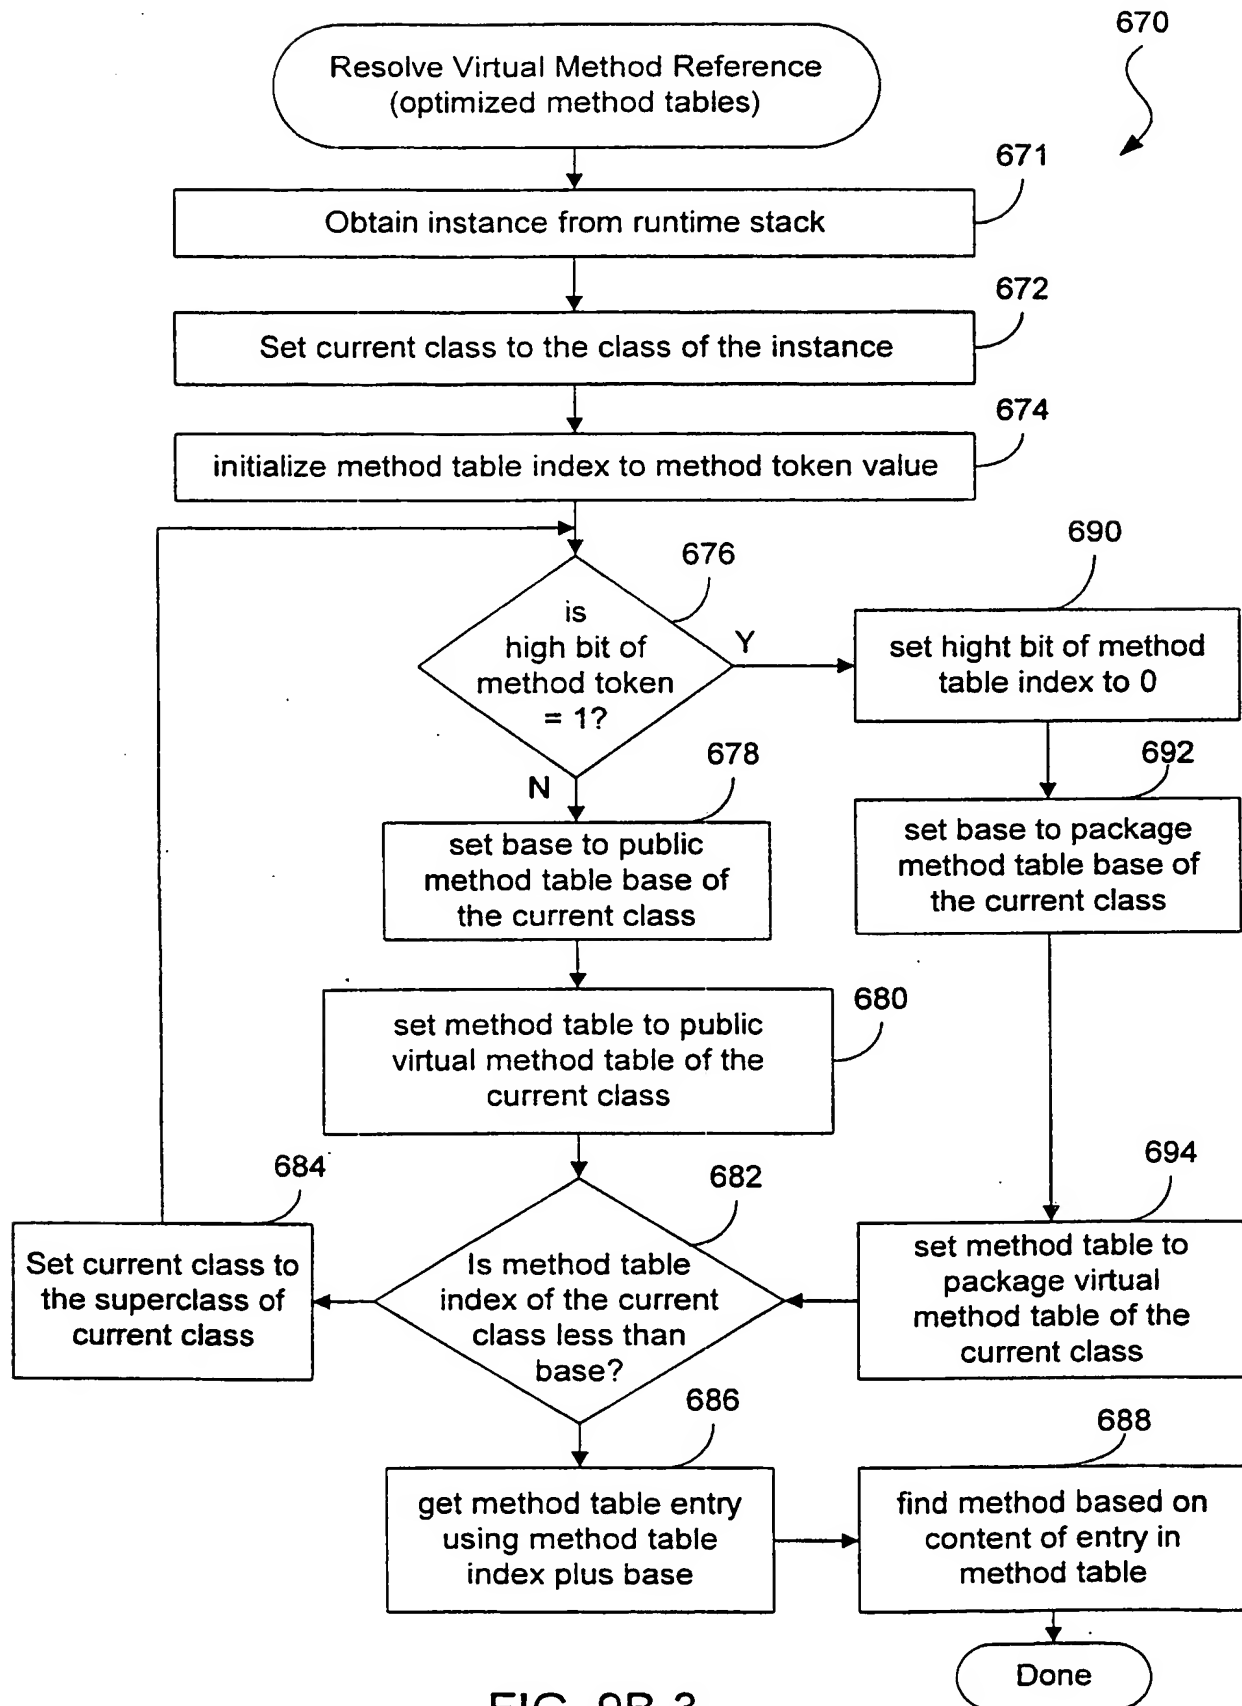 670
Resolve Virtual Method Reference
(optimized method tables)
671
Obtain instance from runtime stack
672
Set current class to the class of the instance
674
initialize method table index to method token value
676
is
high bit of
method token
= 1?
Y
N
690
set hight bit of method
table index to 0
678
set base to public
method table base of
the current class
692
set base to package
method table base of
the current class
680
set method table to public
virtual method table of the
current class
684
Set current class to
the superclass of
current class
682
Is method table
index of the current
class less than
base?
694
set method table to
package virtual
method table of the
current class
686
get method table entry
using method table
index plus base
688
find method based on
content of entry in
method table
Done
FIG. 9B-3